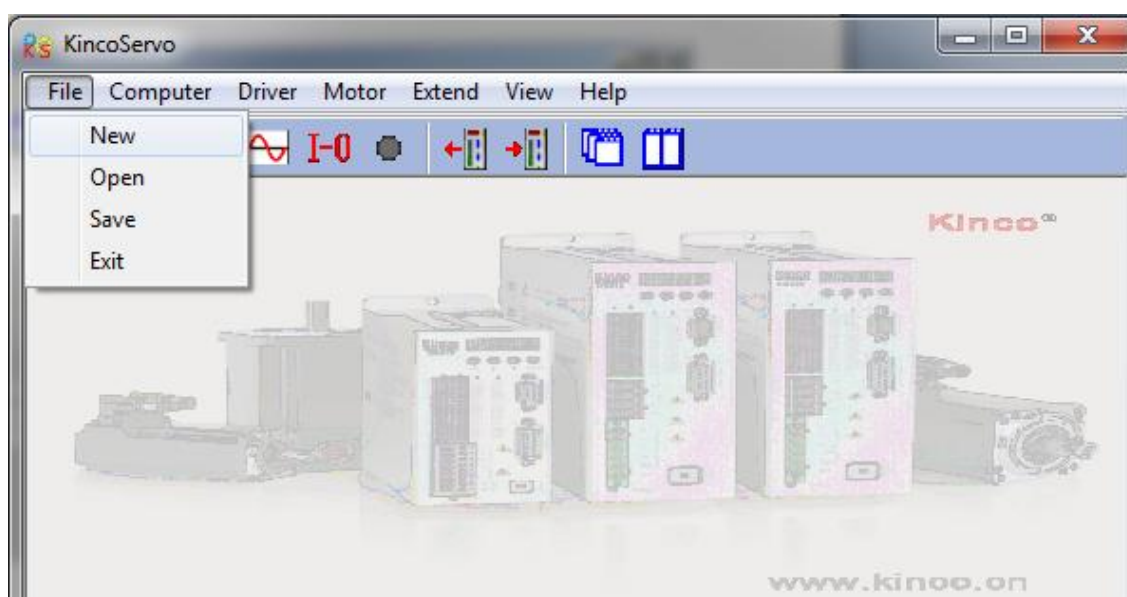 KincoServo
File Computer Driver Motor Extend View Help
New
Open
Save
Exit
I-0
Kinco
www.kinco.cn